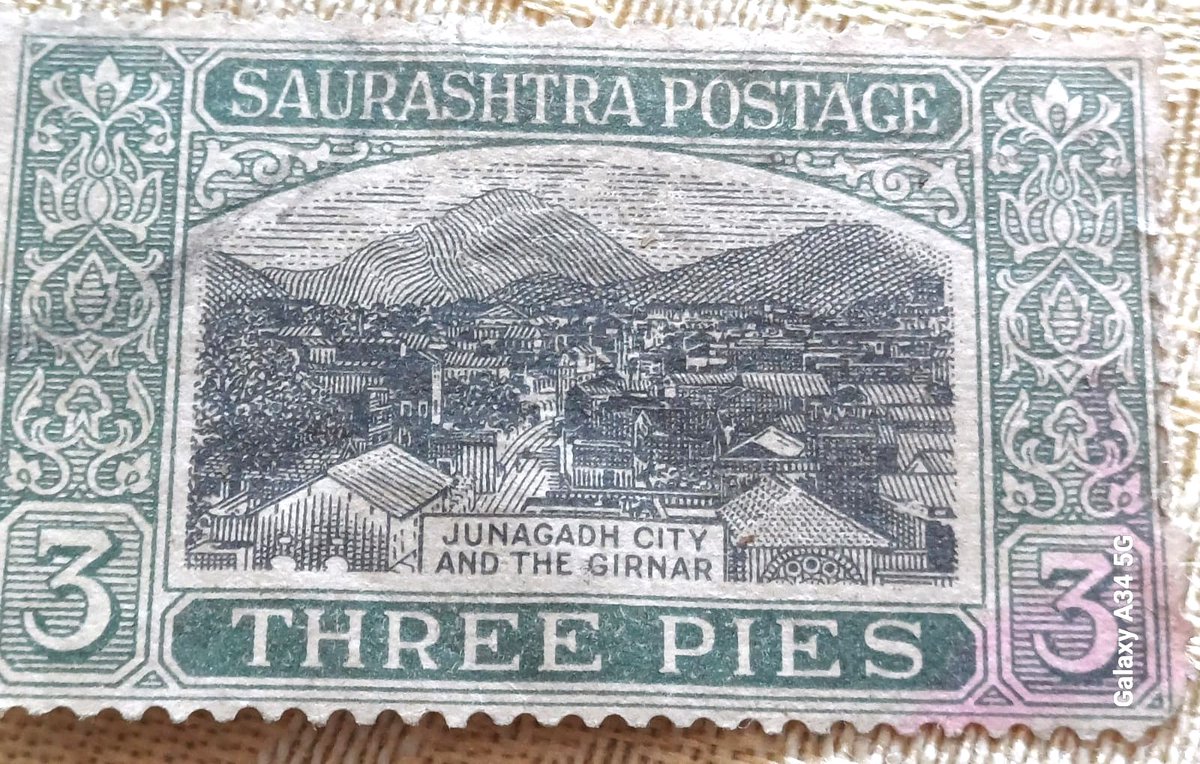 SAURASHTRA POSTAGE
JUNAGADH CITY
AND THE GIRNAR
3
THREE PIES
3
Galaxy A34 5G